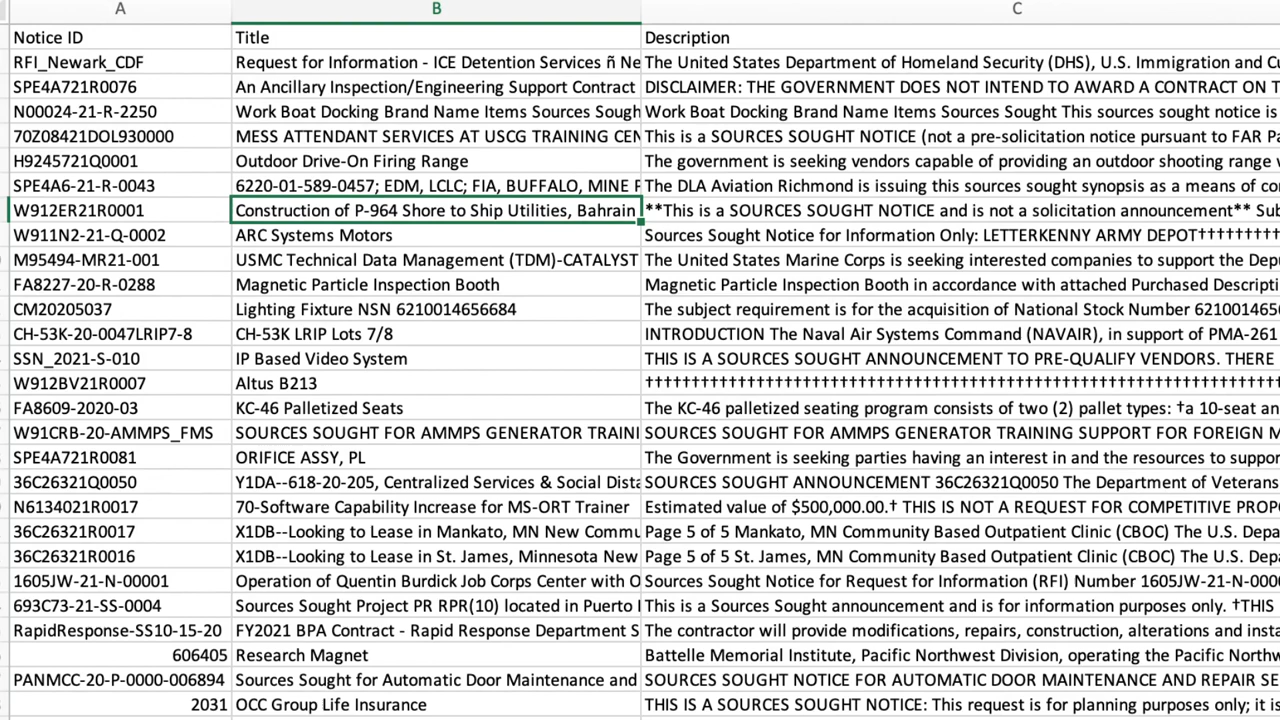 A B C
Notice ID Title Description
RFI_Newark_CDF Request for Information - ICE Detention Services ñ Ne The United States Department of Homeland Security (DHS), U.S. Immigration and Cu
SPE4A721R0076 An Ancillary Inspection/Engineering Support Contract DISCLAIMER: THE GOVERNMENT DOES NOT INTEND TO AWARD A CONTRACT ON T
N00024-21-R-2250 Work Boat Docking Brand Name Items Sources Sough Work Boat Docking Brand Name Items Sources Sought This sources sought notice is
70Z08421DOL930000 MESS ATTENDANT SERVICES AT USCG TRAINING CEN This is a SOURCES SOUGHT NOTICE (not a pre-solicitation notice pursuant to FAR P
H9245721Q0001 Outdoor Drive-On Firing Range The government is seeking vendors capable of providing an outdoor shooting range
SPE4A6-21-R-0043 6220-01-589-0457; EDM, LCLC; FIA, BUFFALO, MINE The DLA Aviation Richmond is issuing this sources sought synopsis as a means of co
W912ER21R0001 Construction of P-964 Shore to Ship Utilities, Bahrain **This is a SOURCES SOUGHT NOTICE and is not a solicitation announcement** Sub
W911N2-21-Q-0002 ARC Systems Motors Sources Sought Notice for Information Only: LETTERKENNY ARMY DEPOT†††††††††
M95494-MR21-001 USMC Technical Data Management (TDM)-CATALYST The United States Marine Corps is seeking interested companies to support the Dep
FA8227-20-R-0288 Magnetic Particle Inspection Booth Magnetic Particle Inspection Booth in accordance with attached Purchased Descripti
CM20205037 Lighting Fixture NSN 6210014656684 The subject requirement is for the acquisition of National Stock Number 621001465
CH-53K-20-0047LRIP7-8 CH-53K LRIP Lots 7/8 INTRODUCTION The Naval Air Systems Command (NAVAIR), in support of PMA-261
SSN_2021-S-010 IP Based Video System THIS IS A SOURCES SOUGHT ANNOUNCEMENT TO PRE-QUALIFY VENDORS. THERE
W912BV21R0007 Altus B213 ††††††††††††††††††††††††††††††††††††††††††††††††††††††††††††††††††††
FA8609-2020-03 KC-46 Palletized Seats The KC-46 palletized seating program consists of two (2) pallet types: †a 10-seat an
W91CRB-20-AMMPS_FMS SOURCES SOUGHT FOR AMMPS GENERATOR TRAINI SOURCES SOUGHT FOR AMMPS GENERATOR TRAINING SUPPORT FOR FOREIGN M
SPE4A721R0081 ORIFICE ASSY, PL The Government is seeking parties having an interest in and the resources to suppor
36C26321Q0050 Y1DA--618-20-205, Centralized Services & Social Dista SOURCES SOUGHT ANNOUNCEMENT 36C26321Q0050 The Department of Veterans
N6134021R0017 70-Software Capability Increase for MS-ORT Trainer Estimated value of $500,000.00.† THIS IS NOT A REQUEST FOR COMPETITIVE PROP
36C26321R0017 X1DB--Looking to Lease in Mankato, MN New Commu Page 5 of 5 Mankato, MN Community Based Outpatient Clinic (CBOC) The U.S. Depa
36C26321R0016 X1DB--Looking to Lease in St. James, Minnesota New Page 5 of 5 St. James, MN Community Based Outpatient Clinic (CBOC) The U.S. Dep
1605JW-21-N-00001 Operation of Quentin Burdick Job Corps Center with O Sources Sought Notice for Request for Information (RFI) Number 1605JW-21-N-000
693C73-21-SS-0004 Sources Sought Project PR RPR(10) located in Puerto This is a Sources Sought announcement and is for information purposes only. †THIS
RapidResponse-SS10-15-20 FY2021 BPA Contract - Rapid Response Department S The contractor will provide modifications, repairs, construction, alterations and insta
606405 Research Magnet Battelle Memorial Institute, Pacific Northwest Division, operating the Pacific Northw
PANMCC-20-P-0000-006894 Sources Sought for Automatic Door Maintenance and SOURCES SOUGHT NOTICE FOR AUTOMATIC DOOR MAINTENANCE AND REPAIR SE
2031 OCC Group Life Insurance THIS IS A SOURCES SOUGHT NOTICE: This request is for planning purposes only; it is